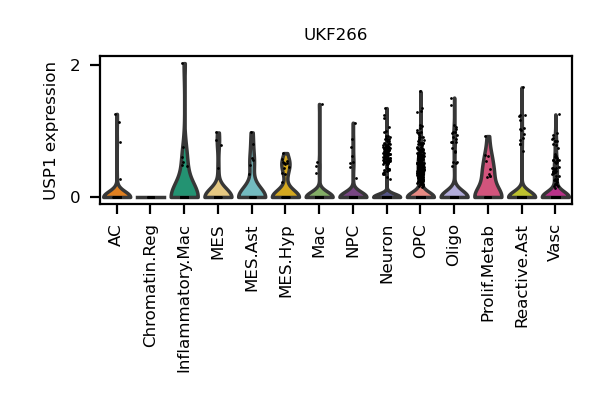 UKF266
USP1 expression
2
0
AC
Chromatin.Reg
Inflammatory.Mac
MES
MES.Ast
MES.Hyp
Mac
NPC
Neuron
OPC
Oligo
Prolif.Metab
Reactive.Ast
Vasc